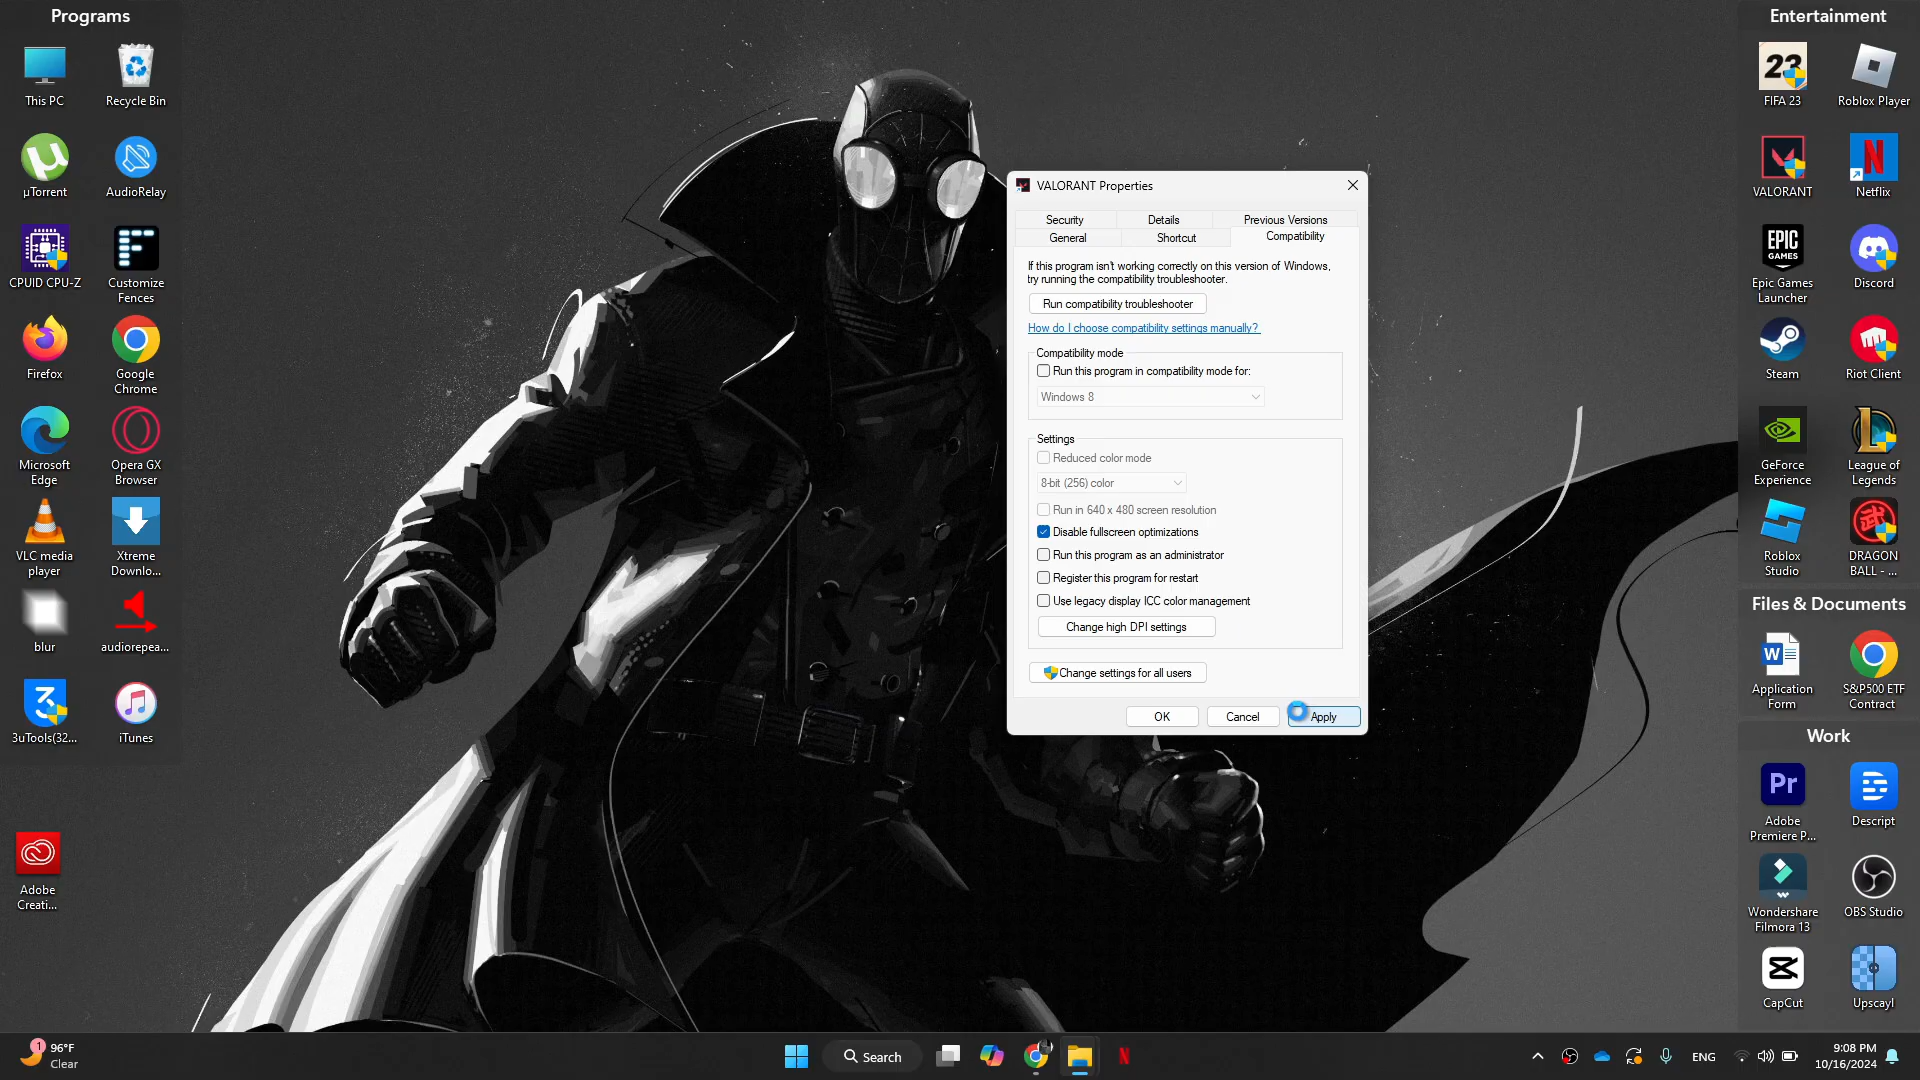 Programs
This PC
Recycle Bin
µTorrent
AudioRelay
CPUID CPU-Z
Customize
Fences
Firefox
Google
Chrome
Microsoft
Edge
Opera GX
Browser
VLC media
player
Xtreme
Downlo...
blur
audiorepea...
3uTools(32...
iTunes
Adobe
Creati...
VALORANT Properties
Security
Details
Previous Versions
General
Shortcut
Compatibility
If this program isn't working correctly on this version of Windows,
try running the compatibility troubleshooter.
Run compatibility troubleshooter
How do I choose compatibility settings manually?
Compatibility mode
Run this program in compatibility mode for:
Windows 8
Settings
Reduced color mode
8-bit (256) color
Run in 640 x 480 screen resolution
Disable fullscreen optimizations
Run this program as an administrator
Register this program for restart
Use legacy display ICC color management
Change high DPI settings
Change settings for all users
OK
Cancel
Apply
Entertainment
23
FIFA 23
Roblox Player
VALORANT
Netflix
EPIC
GAMES
Epic Games
Launcher
Discord
Steam
Riot Client
GeForce
Experience
League of
Legends
Roblox
Studio
DRAGON
BALL - ...
Files & Documents
Application
Form
S&P500 ETF
Contract
Work
Pr
Adobe
Premiere P...
Descript
Wondershare
Filmora 13
OBS Studio
CapCut
Upscayl
1
96°F
Clear
Search
ENG
9:08 PM
10/16/2024